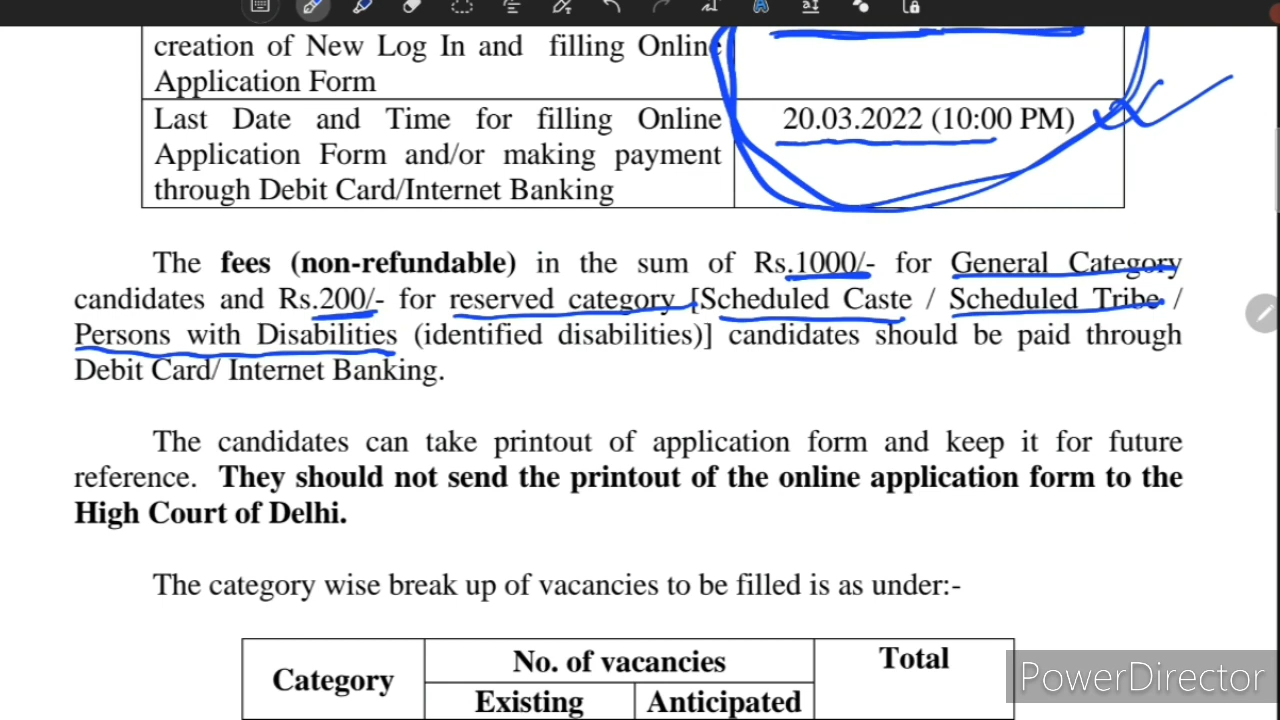 creation of New Log In and filling Online
Application Form
Last Date and Time for filling Online
Application Form and/or making payment
through Debit Card/Internet Banking
20.03.2022 (10:00 PM)
The fees (non-refundable) in the sum of Rs.1000/- for General Category
candidates and Rs.200/- for reserved category [Scheduled Caste / Scheduled Tribe /
Persons with Disabilities (identified disabilities)] candidates should be paid through
Debit Card/ Internet Banking.
The candidates can take printout of application form and keep it for future
reference. They should not send the printout of the online application form to the
High Court of Delhi.
The category wise break up of vacancies to be filled is as under:-
Category
No. of vacancies
Total
Existing
Anticipated
PowerDirector